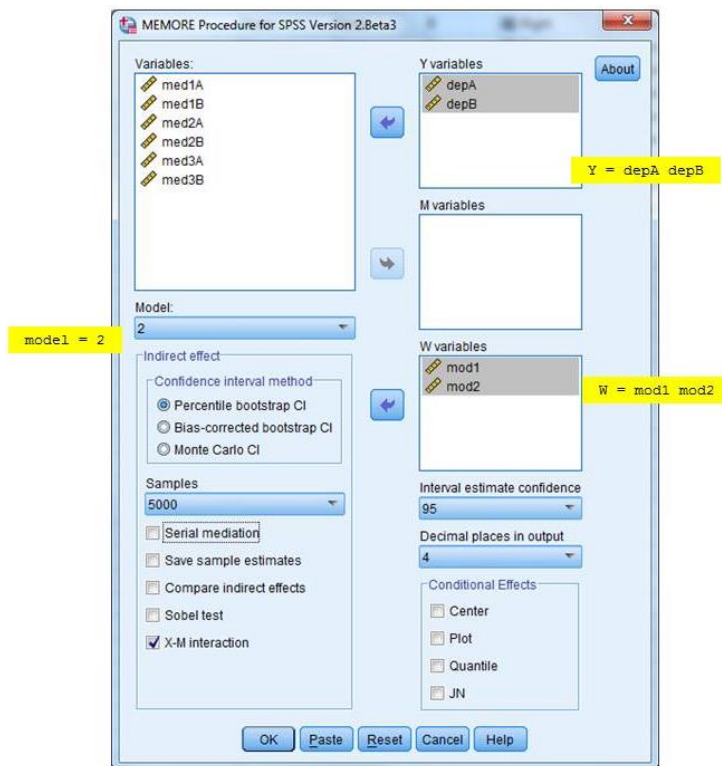 MEMORE Procedure for SPSS Version 2.Beta3
Variables:
med1A
med1B
med2A
med2B
med3A
med3B
Y variables
depA
depB
About
Y = depA depB
M variables
Model:
2
model = 2
Indirect effect
Confidence interval method
Percentile bootstrap CI
Bias-corrected bootstrap CI
Monte Carlo CI
Samples
5000
Serial mediation
Save sample estimates
Compare indirect effects
Sobel test
X-M interaction
W variables
mod1
mod2
W = mod1 mod2
Interval estimate confidence
95
Decimal places in output
4
Conditional Effects
Center
Plot
Quantile
JN
OK
Paste
Reset
Cancel
Help